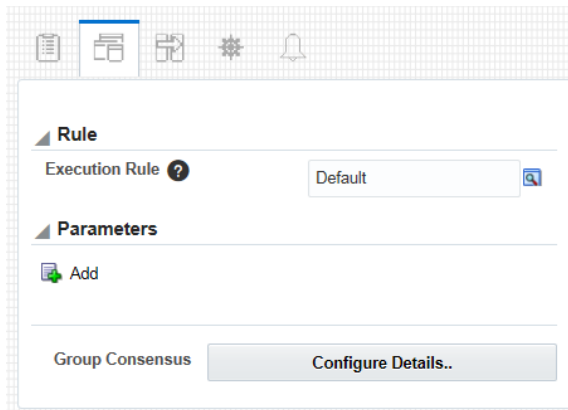 Rule
Execution Rule ?
Default
Parameters
Add
Group Consensus
Configure Details..